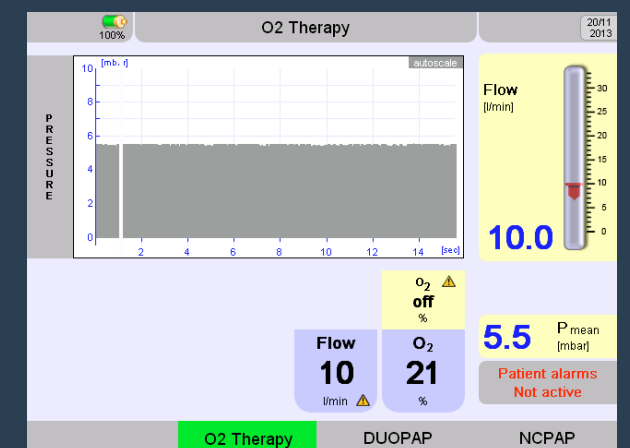 100%
O2 Therapy
20/11
2013
PRESSURE
[mb. r]
autoscale
10
8
6
4
2
0
2 4 6 8 10 12 14 [sec]
Flow
[l/min]
30
25
20
15
10
5
0
10.0
O2
off
%
Flow
10
l/min
O2
21
%
5.5 P mean
[mbar]
Patient alarms
Not active
O2 Therapy DUOPAP NCPAP